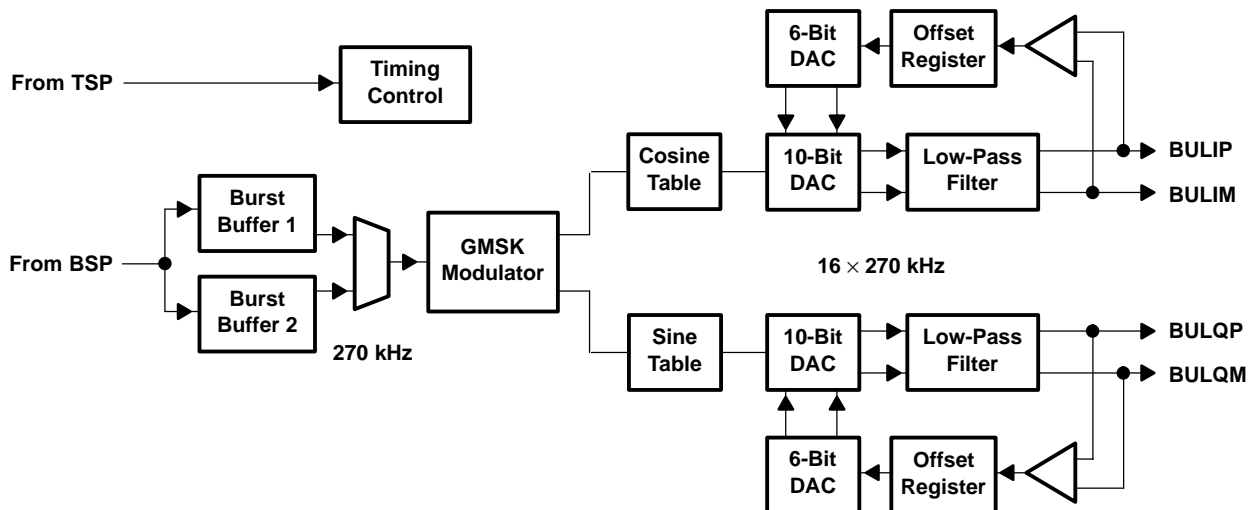 From TSP
Timing
Control
6-Bit
DAC
Offset
Register
Cosine
Table
10-Bit
DAC
Low-Pass
Filter
BULIP
BULIM
From BSP
Burst
Buffer 1
Burst
Buffer 2
270 kHz
GMSK
Modulator
16 × 270 kHz
Sine
Table
10-Bit
DAC
Low-Pass
Filter
BULQP
BULQM
6-Bit
DAC
Offset
Register